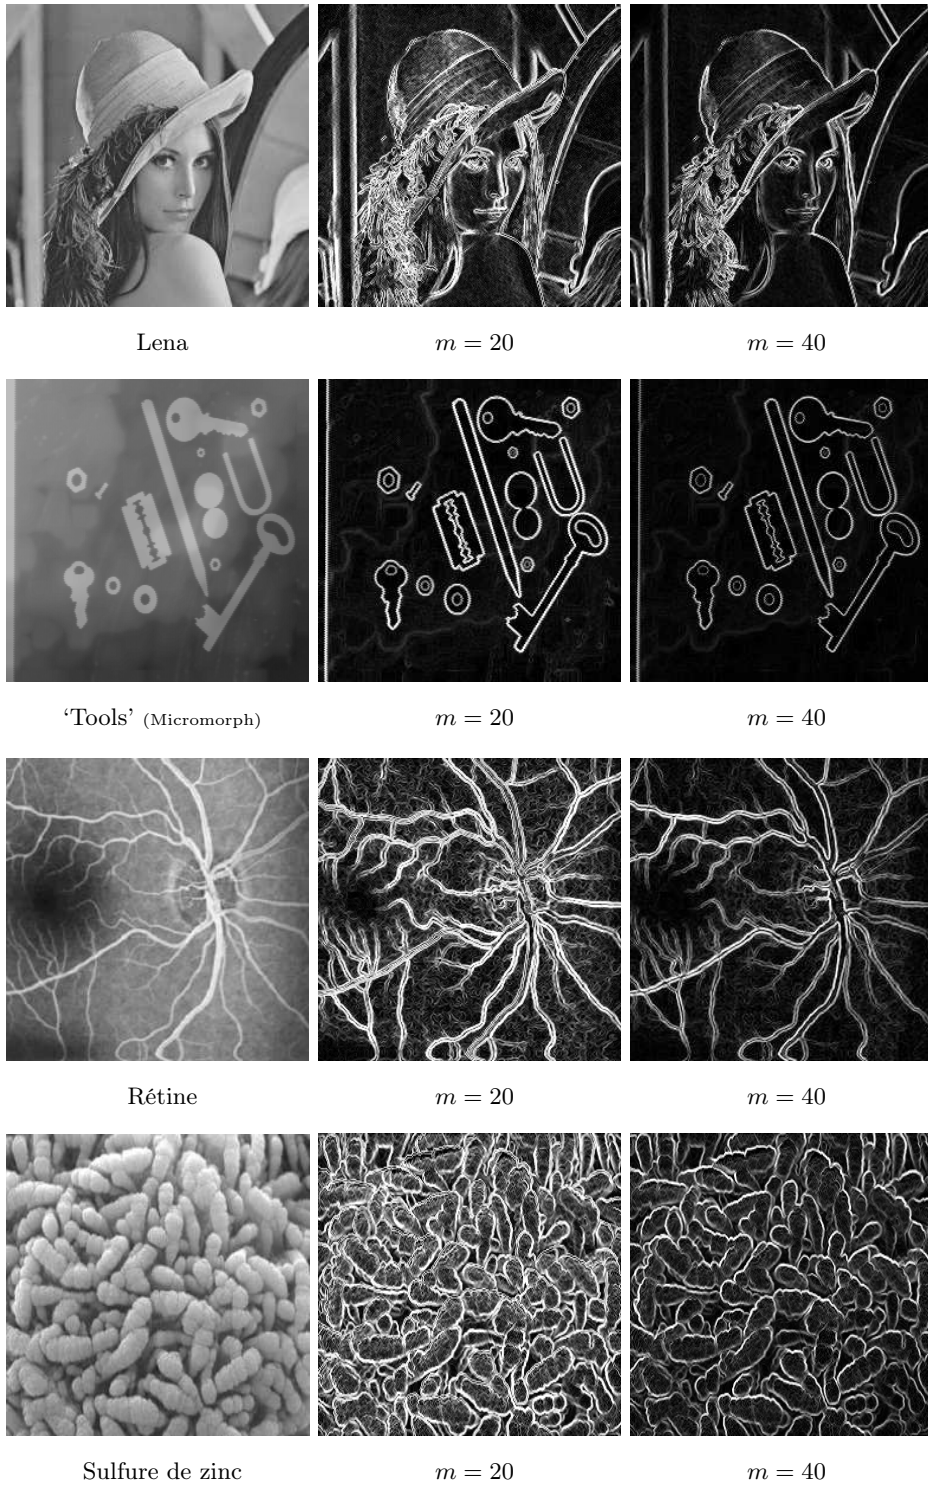 Lena m = 20 m = 40
‘Tools’ (Micromorph) m = 20 m = 40
Rétine m = 20 m = 40
Sulfure de zinc m = 20 m = 40